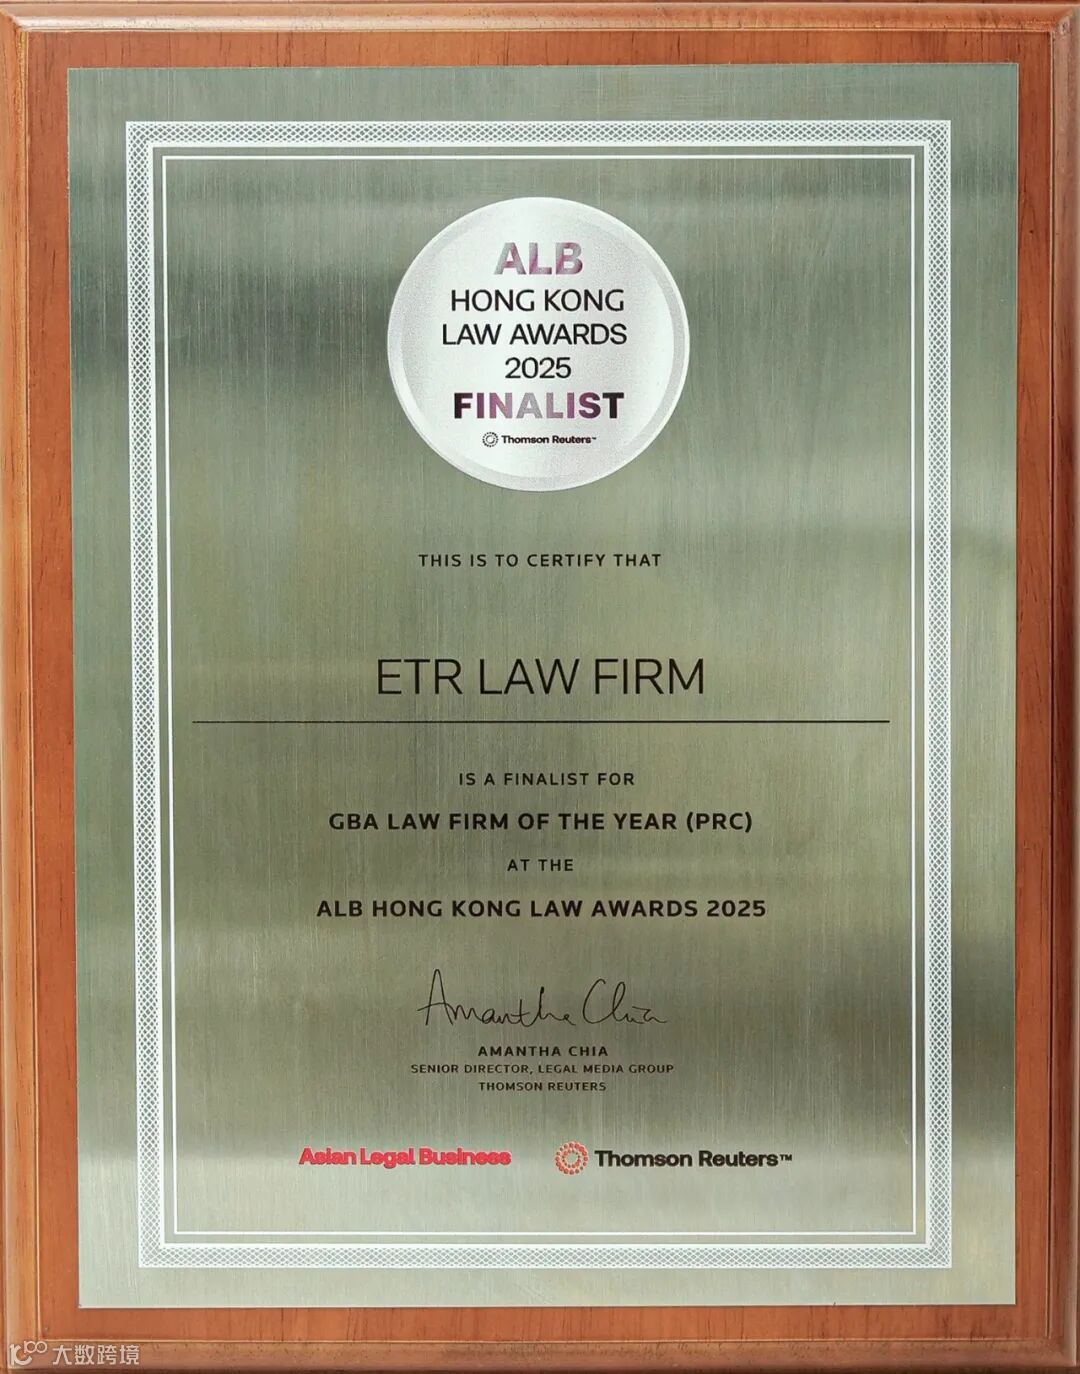 ALB
HONG KONG
LAW AWARDS
2025
FINALIST
Thomson Reuters™
THIS IS TO CERTIFY THAT
ETR LAW FIRM
IS A FINALIST FOR
GBA LAW FIRM OF THE YEAR (PRC)
AT THE
ALB HONG KONG LAW AWARDS 2025
Amantha Chia
AMANTHA CHIA
SENIOR DIRECTOR, LEGAL MEDIA GROUP
THOMSON REUTERS
Asian Legal Business
Thomson Reuters™
大数跨境